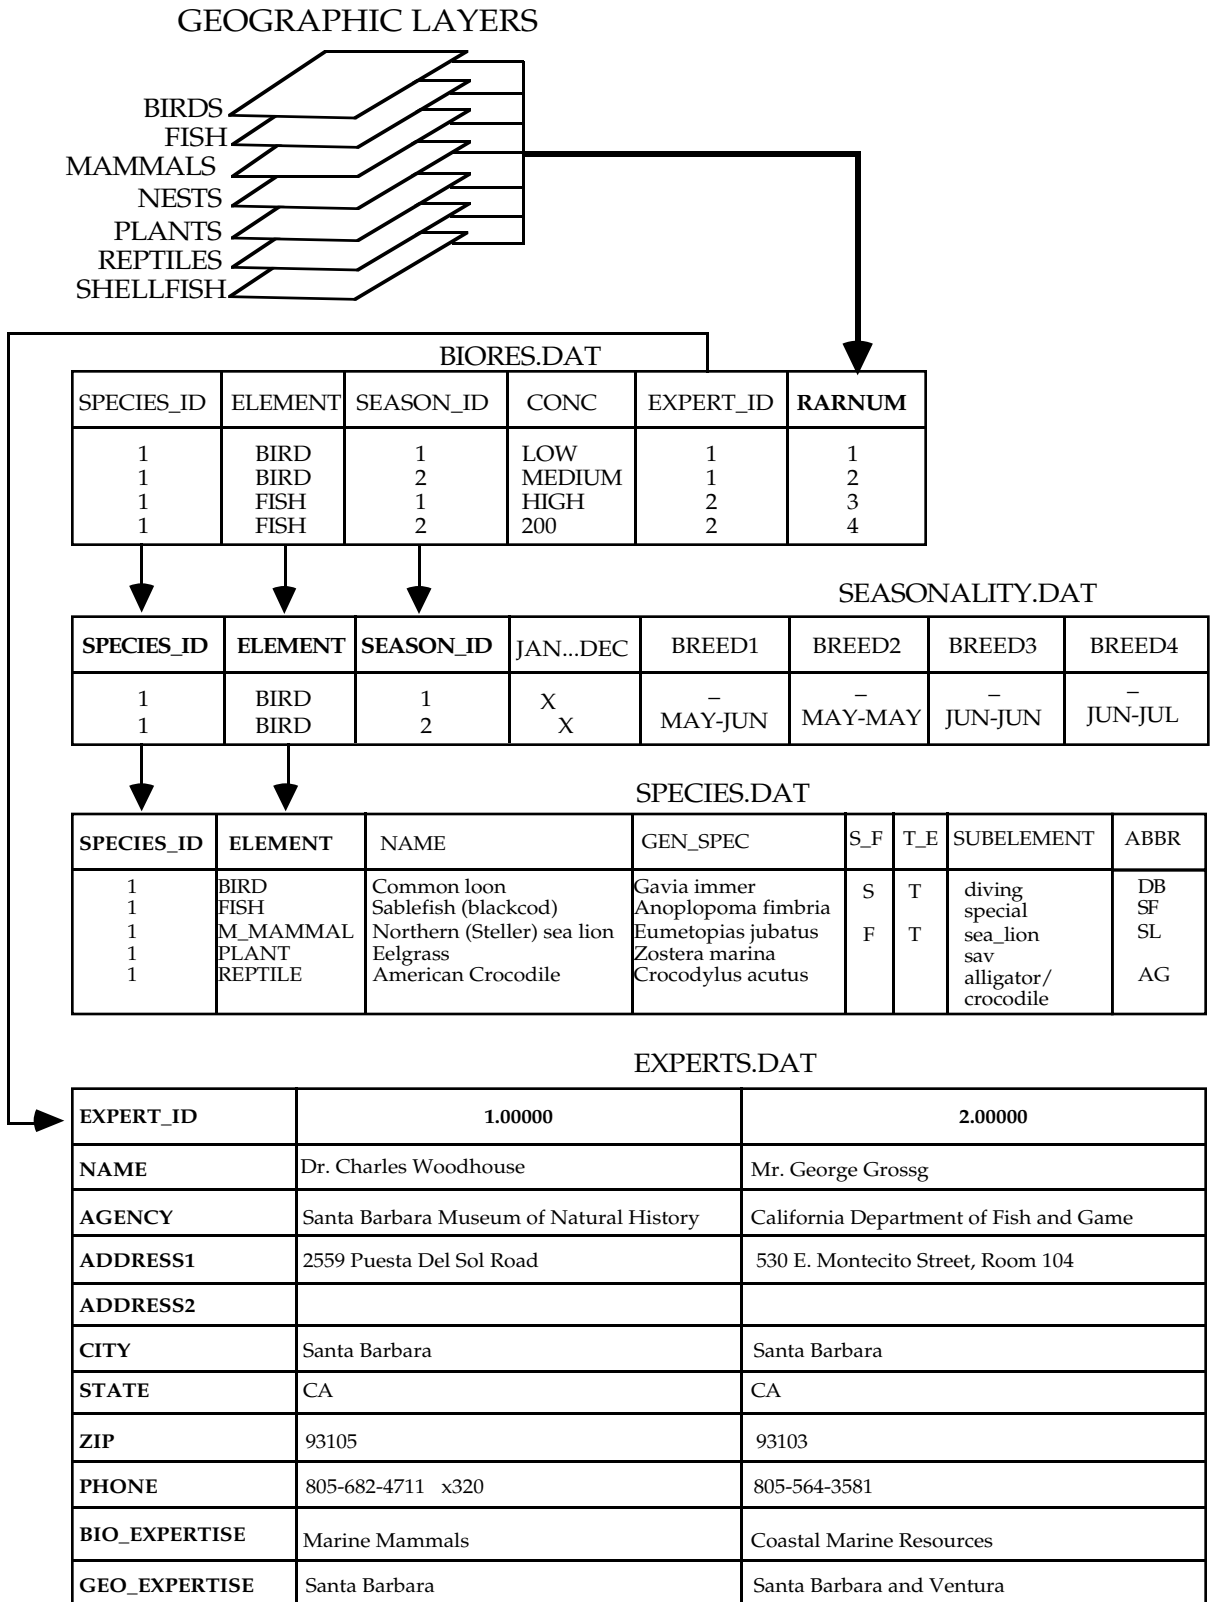 GEOGRAPHIC LAYERS
BIRDS
FISH
MAMMALS
NESTS
PLANTS
REPTILES
SHELLFISH
BIORES.DAT
SPECIES_ID ELEMENT SEASON_ID CONC EXPERT_ID RARNUM
1 BIRD 1 LOW 1 1
1 BIRD 2 MEDIUM 1 2
1 FISH 1 HIGH 2 3
1 FISH 2 200 2 4
SEASONALITY.DAT
SPECIES_ID ELEMENT SEASON_ID JAN...DEC BREED1 BREED2 BREED3 BREED4
1 BIRD 1 X – – – –
1 BIRD 2 X MAY-JUN MAY-MAY JUN-JUN JUN-JUL
SPECIES.DAT
SPECIES_ID ELEMENT NAME GEN_SPEC S_F T_E SUBELEMENT ABBR
1 BIRD Common loon Gavia immer S T diving DB
1 FISH Sablefish (blackcod) Anoplopoma fimbria special SF
1 M_MAMMAL Northern (Steller) sea lion Eumetopias jubatus F T sea_lion SL
1 PLANT Eelgrass Zostera marina sav
1 REPTILE American Crocodile Crocodylus acutus alligator/ AG
crocodile
EXPERTS.DAT
EXPERT_ID 1.00000 2.00000
NAME Dr. Charles Woodhouse Mr. George Grossg
AGENCY Santa Barbara Museum of Natural History California Department of Fish and Game
ADDRESS1 2559 Puesta Del Sol Road 530 E. Montecito Street, Room 104
ADDRESS2
CITY Santa Barbara Santa Barbara
STATE CA CA
ZIP 93105 93103
PHONE 805-682-4711 x320 805-564-3581
BIO_EXPERTISE Marine Mammals Coastal Marine Resources
GEO_EXPERTISE Santa Barbara Santa Barbara and Ventura